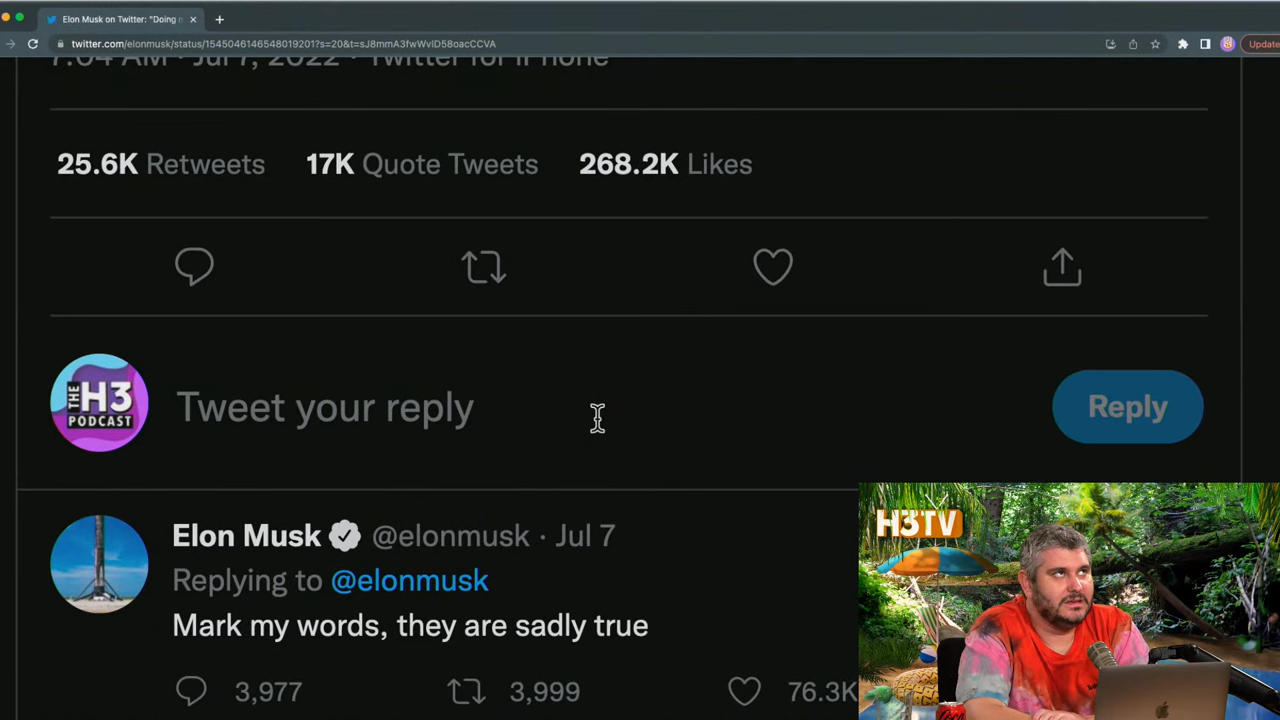 Elon Musk on Twitter: "Doing n
twitter.com/elonmusk/status/1545046146548019201?s=20&t=sJ8mmA3fwWvlD58oacCCVA
Update
7:04 AM · Jul 7, 2022 · Twitter for iPhone
25.6K Retweets 17K Quote Tweets 268.2K Likes
THE H3 PODCAST
Tweet your reply
Reply
Elon Musk @elonmusk · Jul 7
Replying to @elonmusk
Mark my words, they are sadly true
3,977 3,999 76.3K
H3TV